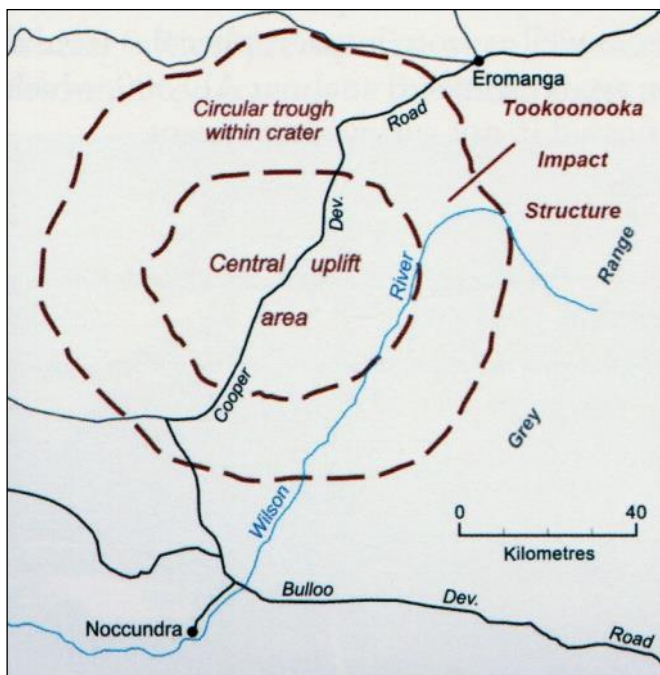 Eromanga
Circular trough
within crater
Road
Tookoonooka
Impact
Structure
Dev.
Range
River
Central uplift
area
Cooper
Grey
Wilson
0 40
Kilometres
Bulloo Dev. Road
Noccundra